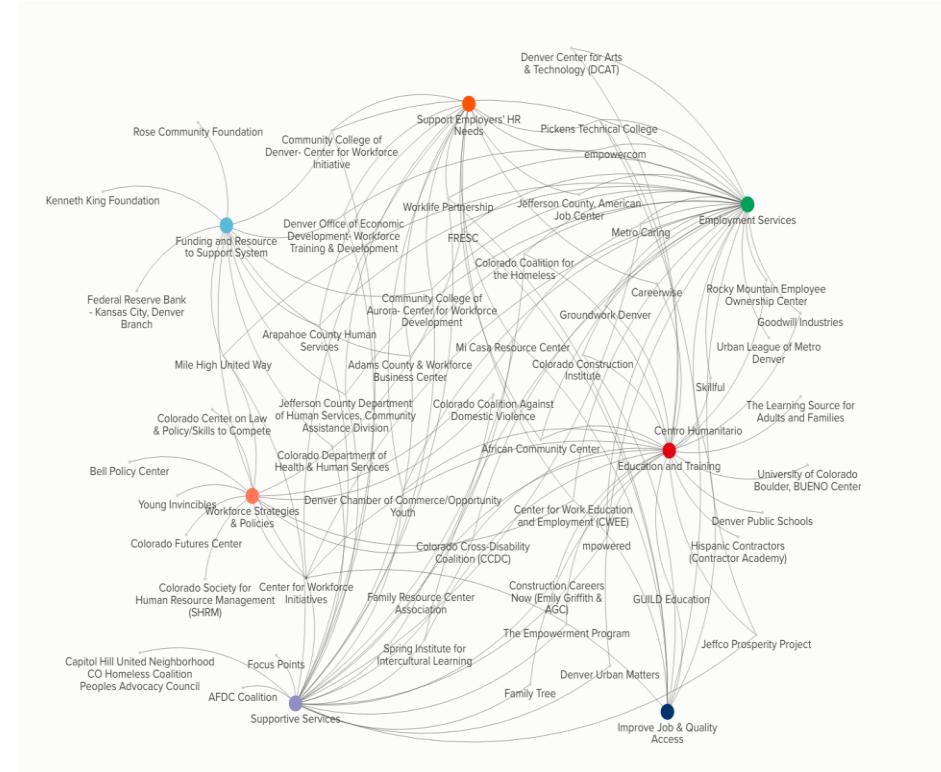 Denver Center for Arts
& Technology (DCAT)
Support Employers' HR
Needs
Pickens Technical College
Rose Community Foundation
Community College of
Denver- Center for Workforce
Initiative
empowercom
Kenneth King Foundation
Worklife Partnership
Jefferson County, American
Job Center
Employment Services
Denver Office of Economic
Development- Workforce
Training & Development
Metro Caring
FRESC
Funding and Resource
to Support System
Colorado Coalition for
the Homeless
Careerwise
Rocky Mountain Employee
Ownership Center
Federal Reserve Bank
- Kansas City, Denver
Branch
Community College of
Aurora- Center for Workforce
Development
Groundwork Denver
Goodwill Industries
Arapahoe County Human
Services
Mi Casa Resource Center
Urban League of Metro
Denver
Mile High United Way
Adams County & Workforce
Business Center
Colorado Construction
Institute
Skillful
Jefferson County Department
of Human Services, Community
Assistance Division
Colorado Coalition Against
Domestic Violence
The Learning Source for
Adults and Families
Colorado Center on Law
& Policy/Skills to Compete
Centro Humanitario
African Community Center
Colorado Department of
Health & Human Services
Education and Training
Bell Policy Center
University of Colorado
Boulder, BUENO Center
Young Invincibles
Workforce Strategies
& Policies
Denver Chamber of Commerce/Opportunity
Youth
Center for Work Education
and Employment (CWEE)
Denver Public Schools
Colorado Futures Center
Colorado Cross-Disability
Coalition (CCDC)
mpowered
Hispanic Contractors
(Contractor Academy)
Colorado Society for
Human Resource Management
(SHRM)
Center for Workforce
Initiatives
Family Resource Center
Association
Construction Careers
Now (Emily Griffith &
AGC)
GUILD Education
The Empowerment Program
Jeffco Prosperity Project
Spring Institute for
Intercultural Learning
Capitol Hill United Neighborhood
CO Homeless Coalition
Peoples Advocacy Council
Focus Points
Denver Urban Matters
AFDC Coalition
Family Tree
Supportive Services
Improve Job & Quality
Access